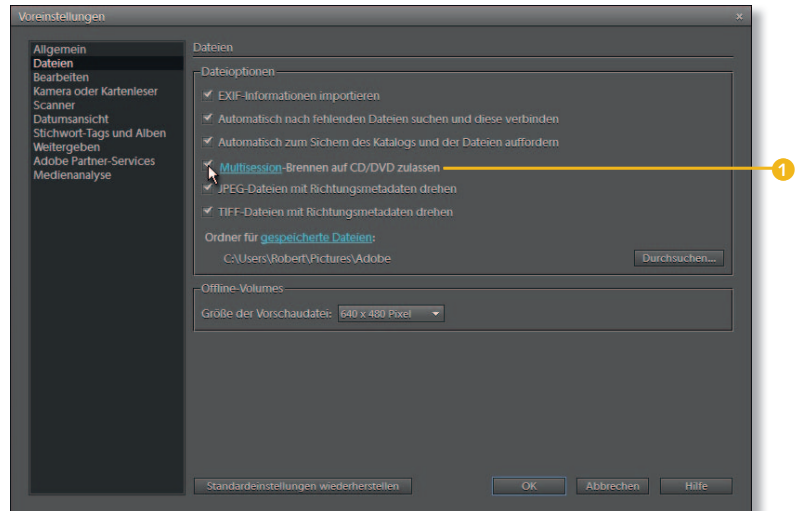 Voreinstellungen x
Allgemein
Dateien
Bearbeiten
Kamera oder Kartenleser
Scanner
Datumsansicht
Stichwort-Tags und Alben
Weitergeben
Adobe Partner-Services
Medienanalyse
Dateien
Dateioptionen
EXIF-Informationen importieren
Automatisch nach fehlenden Dateien suchen und diese verbinden
Automatisch zum Sichern des Katalogs und der Dateien auffordern
Multisession-Brennen auf CD/DVD zulassen
1
JPEG-Dateien mit Richtungsmetadaten drehen
TIFF-Dateien mit Richtungsmetadaten drehen
Ordner für gespeicherte Dateien:
C:\Users\Robert\Pictures\Adobe Durchsuchen...
Offline-Volumes
Größe der Vorschaudatei: 640 x 480 Pixel
Standardeinstellungen wiederherstellen OK Abbrechen Hilfe